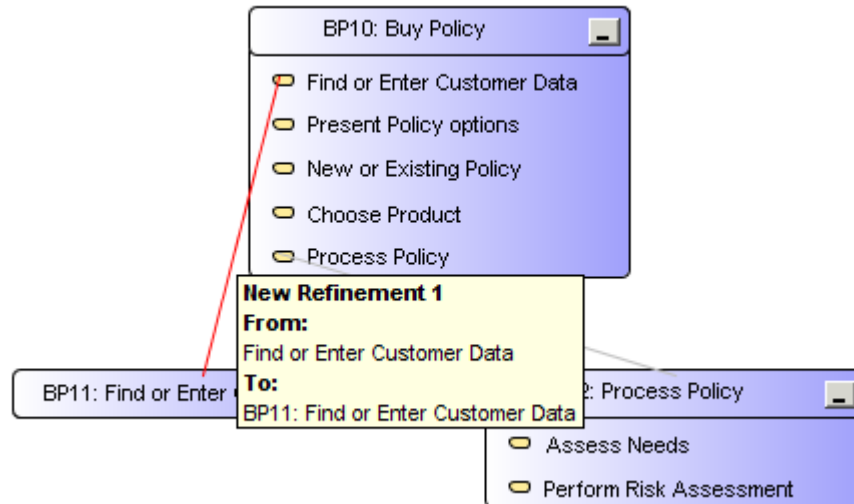 BP10: Buy Policy
Find or Enter Customer Data
Present Policy options
New or Existing Policy
Choose Product
Process Policy
New Refinement 1
From:
Find or Enter Customer Data
To:
BP11: Find or Enter Customer Data
BP11: Find or Enter
2: Process Policy
Assess Needs
Perform Risk Assessment